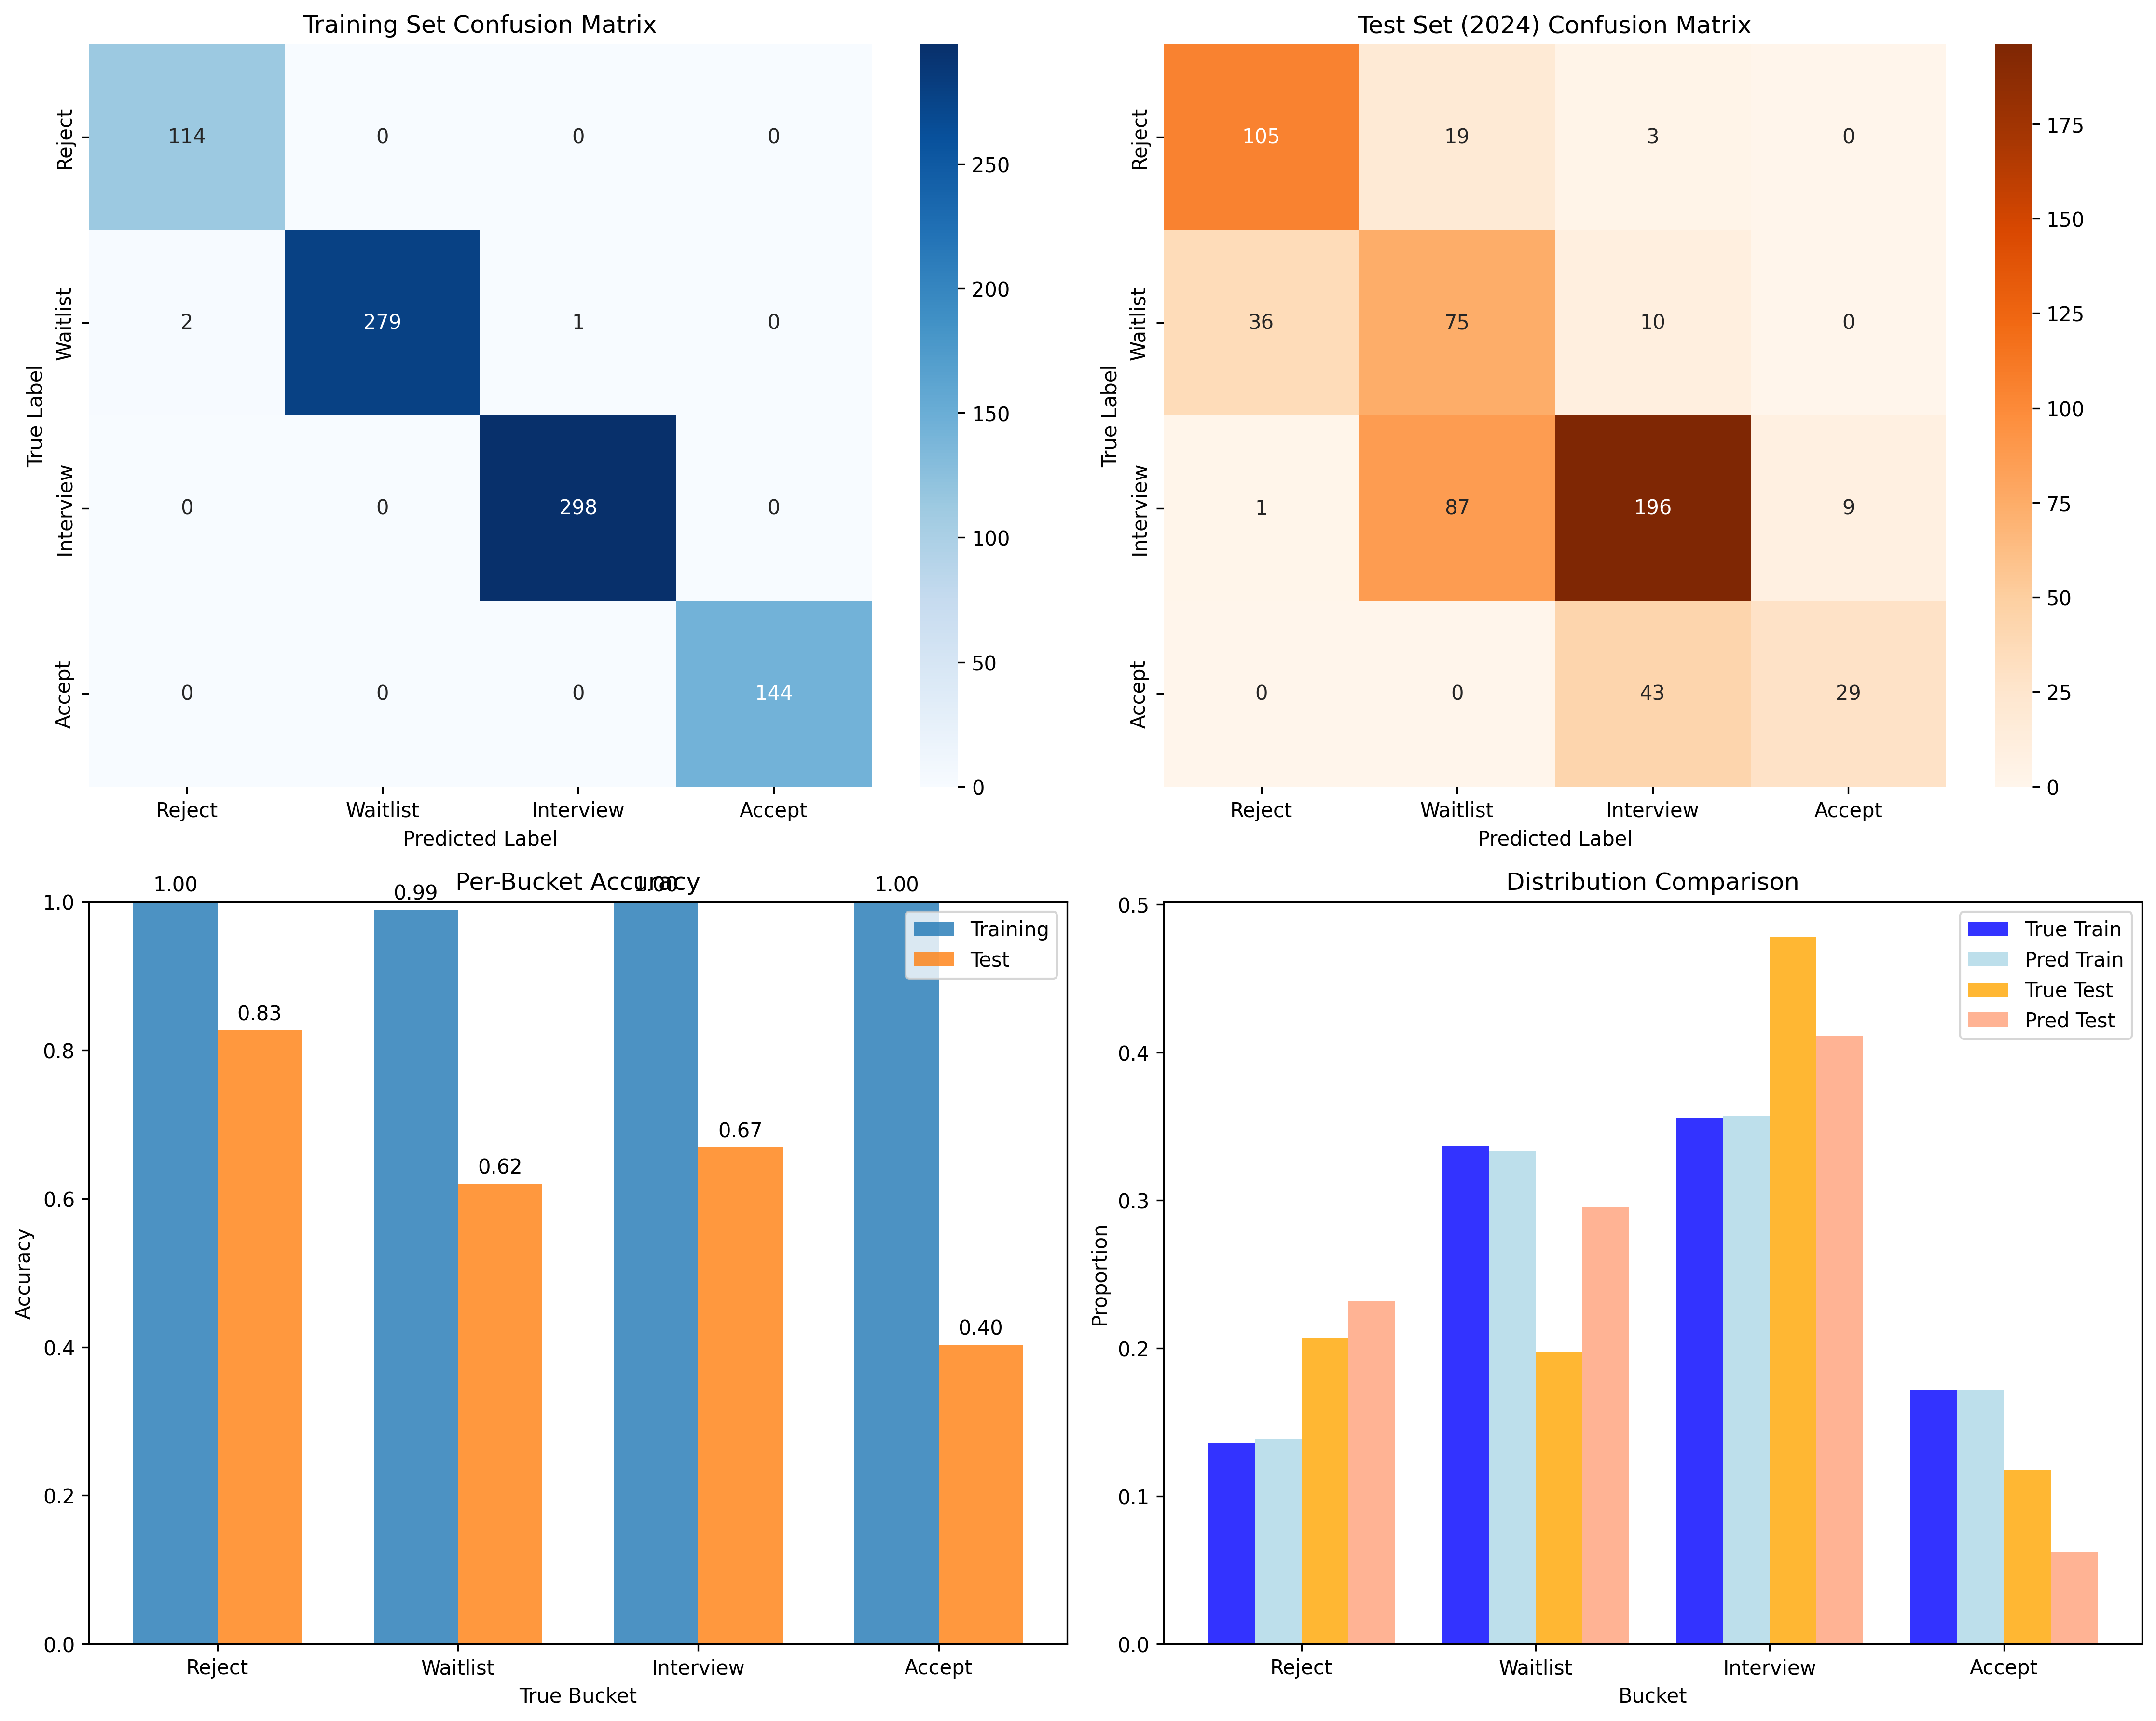 Training Set Confusion Matrix
Reject
Waitlist
Interview
Accept
True Label
114 0 0 0
2 279 1 0
0 0 298 0
0 0 0 144
Reject Waitlist Interview Accept
Predicted Label
250
200
150
100
50
0
Test Set (2024) Confusion Matrix
Reject
Waitlist
Interview
Accept
True Label
105 19 3 0
36 75 10 0
1 87 196 9
0 0 43 29
Reject Waitlist Interview Accept
Predicted Label
175
150
125
100
75
50
25
0
Per-Bucket Accuracy
1.00 0.99 1.00 1.00
0.83 0.62 0.67 0.40
Training
Test
Accuracy
1.0
0.8
0.6
0.4
0.2
0.0
Reject Waitlist Interview Accept
True Bucket
Distribution Comparison
True Train
Pred Train
True Test
Pred Test
Proportion
0.5
0.4
0.3
0.2
0.1
0.0
Reject Waitlist Interview Accept
Bucket